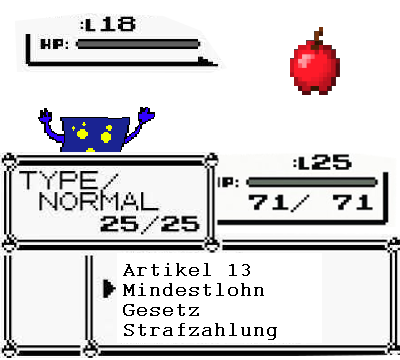 :L18
HP:
:L25
HP:
71/ 71
TYPE/
NORMAL
25/25
Artikel 13
Mindestlohn
Gesetz
Strafzahlung